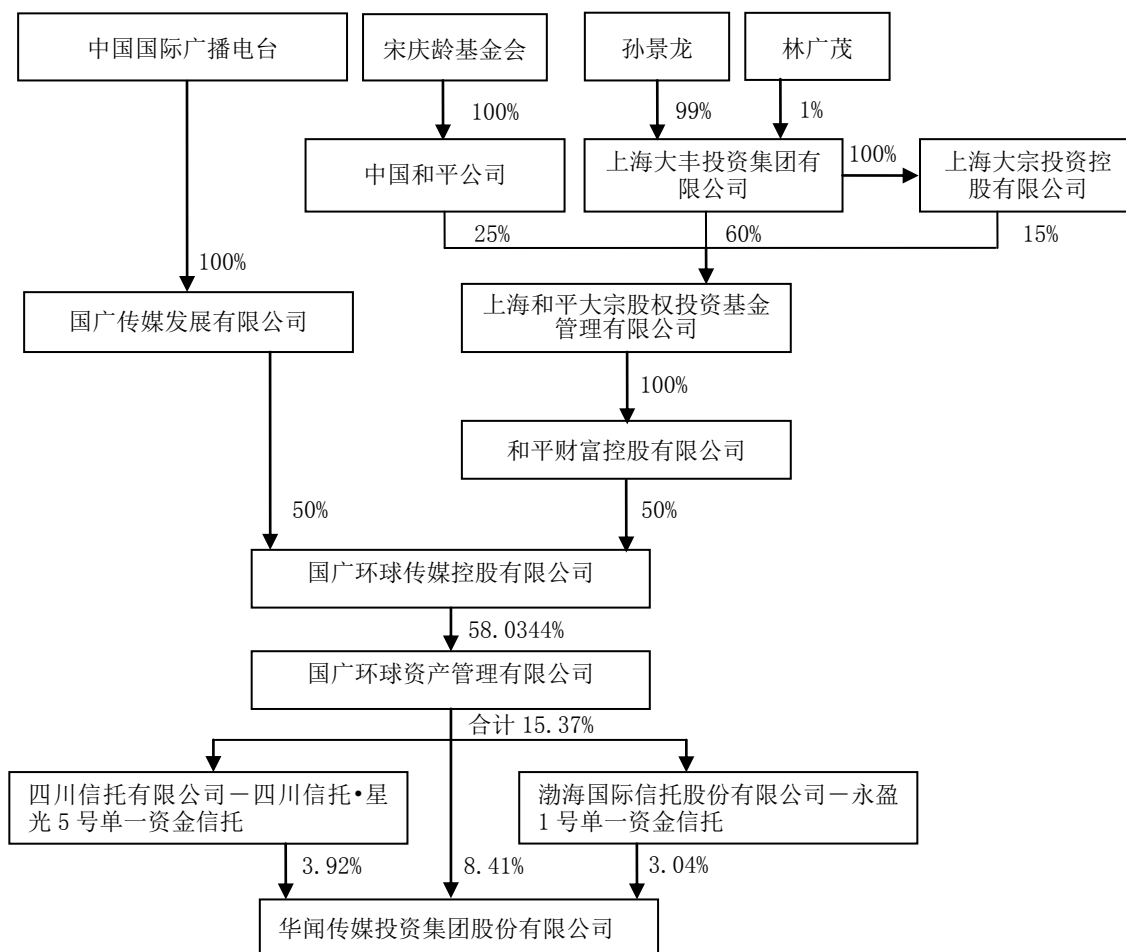 中国国际广播电台
宋庆龄基金会
孙景龙
林广茂
100%
99%
1%
中国和平公司
上海大丰投资集团有
限公司
100%
上海大宗投资控
股有限公司
25%
60%
15%
100%
国广传媒发展有限公司
上海和平大宗股权投资基金
管理有限公司
100%
和平财富控股有限公司
50%
50%
国广环球传媒控股有限公司
58.0344%
国广环球资产管理有限公司
合计 15.37%
四川信托有限公司－四川信托•星
光 5 号单一资金信托
渤海国际信托股份有限公司－永盈
1 号单一资金信托
3.92%
8.41%
3.04%
华闻传媒投资集团股份有限公司